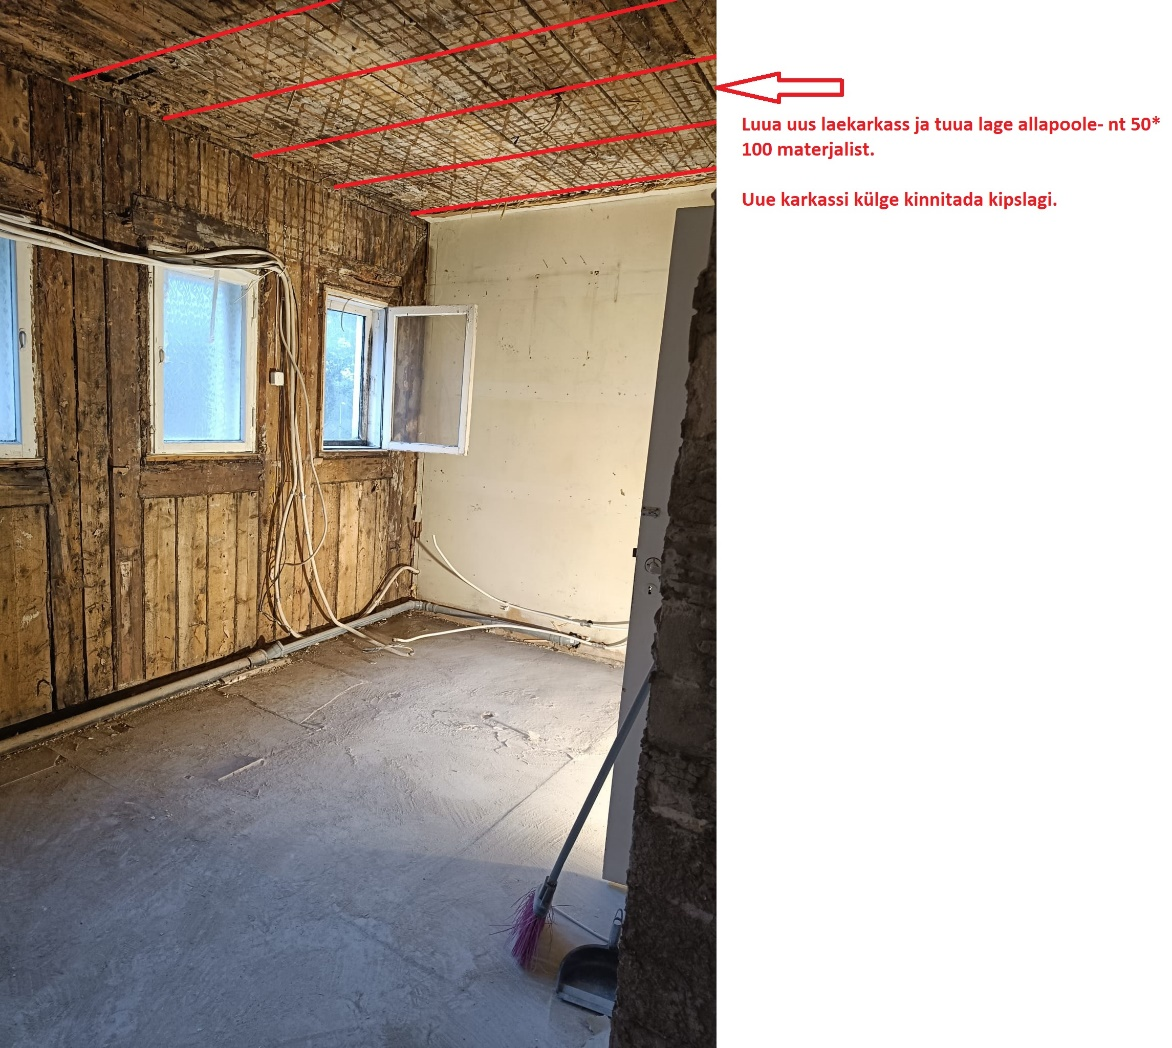 Luua uus laekarkass ja tuua lage allapoole- nt 50*
100 materjalist.
Uue karkassi külge kinnitada kipslagi.